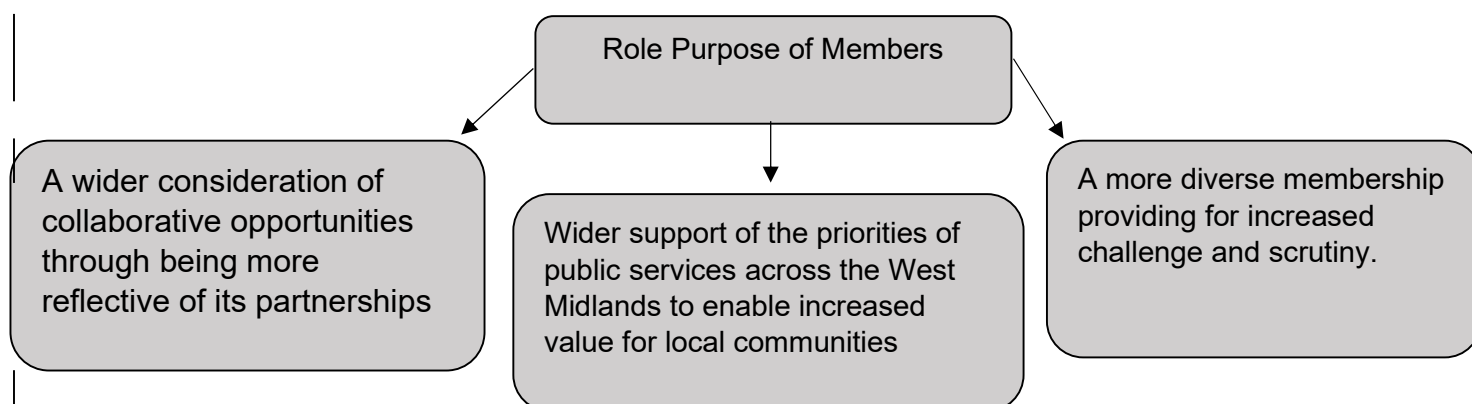 Role Purpose of Members
A wider consideration of
collaborative opportunities
through being more
reflective of its partnerships
Wider support of the priorities of
public services across the West
Midlands to enable increased
value for local communities
A more diverse membership
providing for increased
challenge and scrutiny.